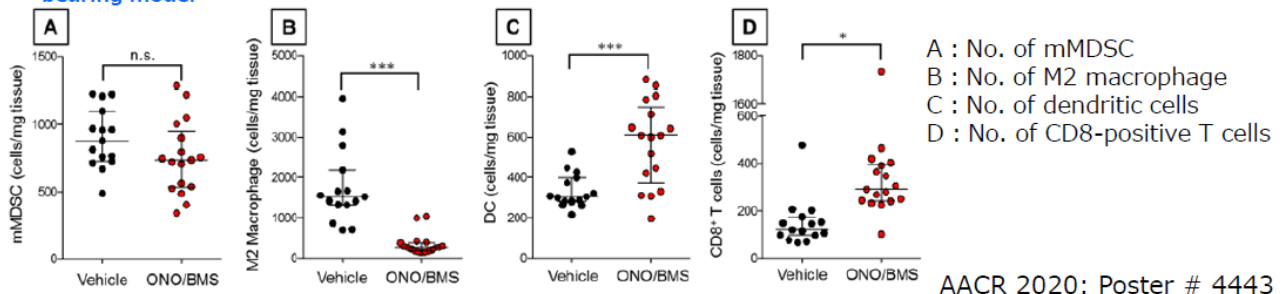 bearing model
A
B
C
D
n.s.
***
***
*
mMDSC (cells/mg tissue)
1500
1000
500
0
Vehicle
ONO/BMS
M2 Macrophage (cells/mg tissue)
5000
4000
3000
2000
1000
0
Vehicle
ONO/BMS
DC (cells/mg tissue)
1000
800
600
400
200
0
Vehicle
ONO/BMS
CD8⁺ T cells (cells/mg tissue)
1800
1600
600
400
200
0
Vehicle
ONO/BMS
A : No. of mMDSC
B : No. of M2 macrophage
C : No. of dendritic cells
D : No. of CD8-positive T cells
AACR 2020: Poster # 4443